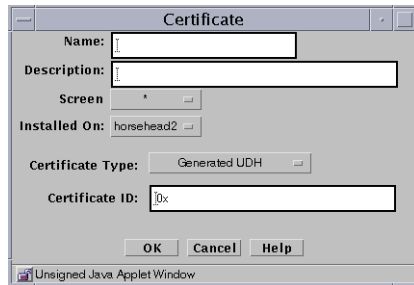 Certificate
Name:
Description:
Screen *
Installed On: horsehead2
Certificate Type: Generated UDH
Certificate ID: 0x
OK Cancel Help
Unsigned Java Applet Window